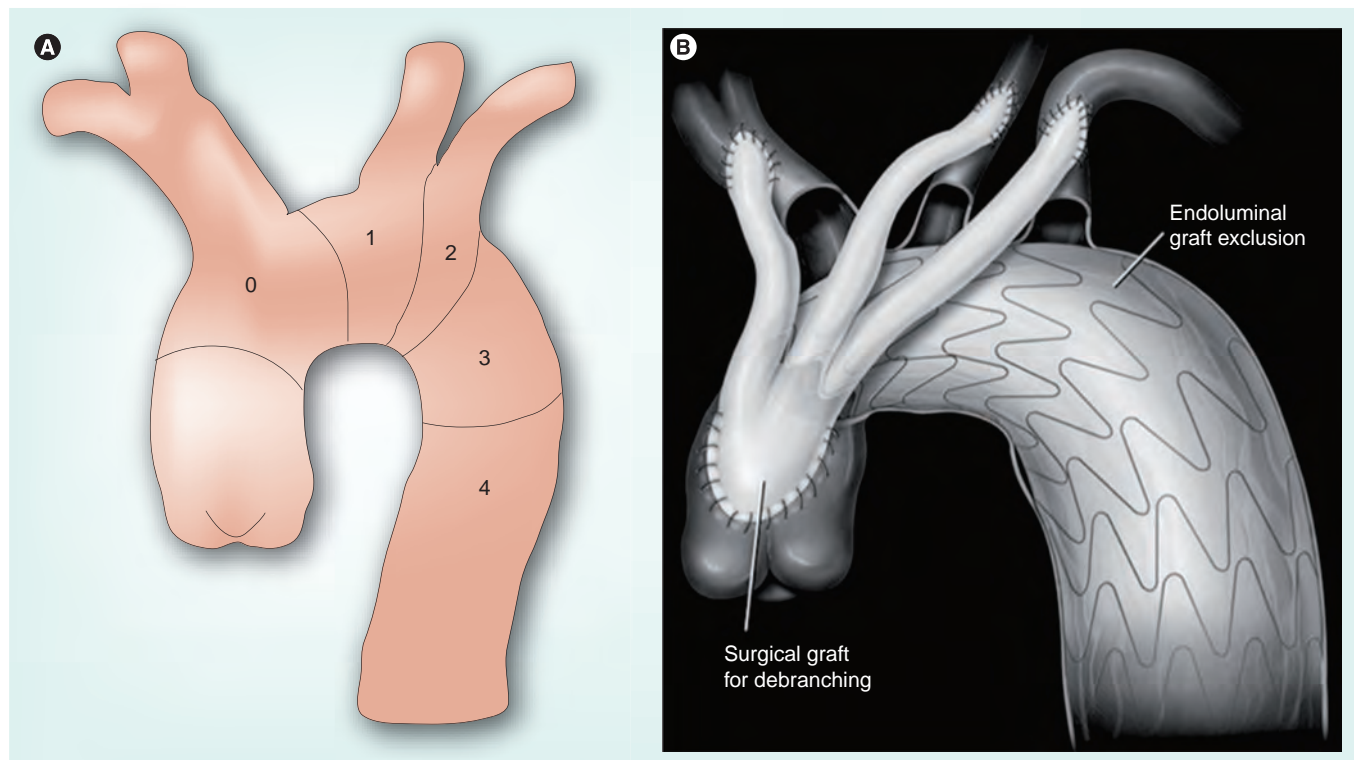 A
0
1
2
3
4
B
Endoluminal
graft exclusion
Surgical graft
for debranching